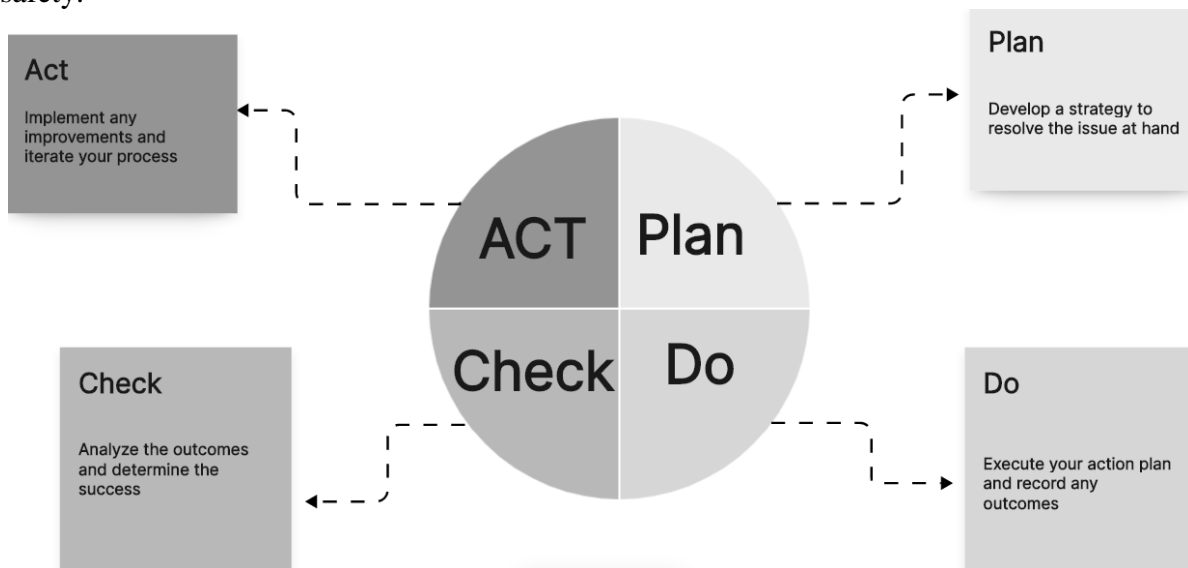 safety.
Act
Implement any
improvements and
iterate your process
Plan
Develop a strategy to
resolve the issue at hand
ACT
Plan
Check
Do
Check
Analyze the outcomes
and determine the
success
Do
Execute your action plan
and record any
outcomes